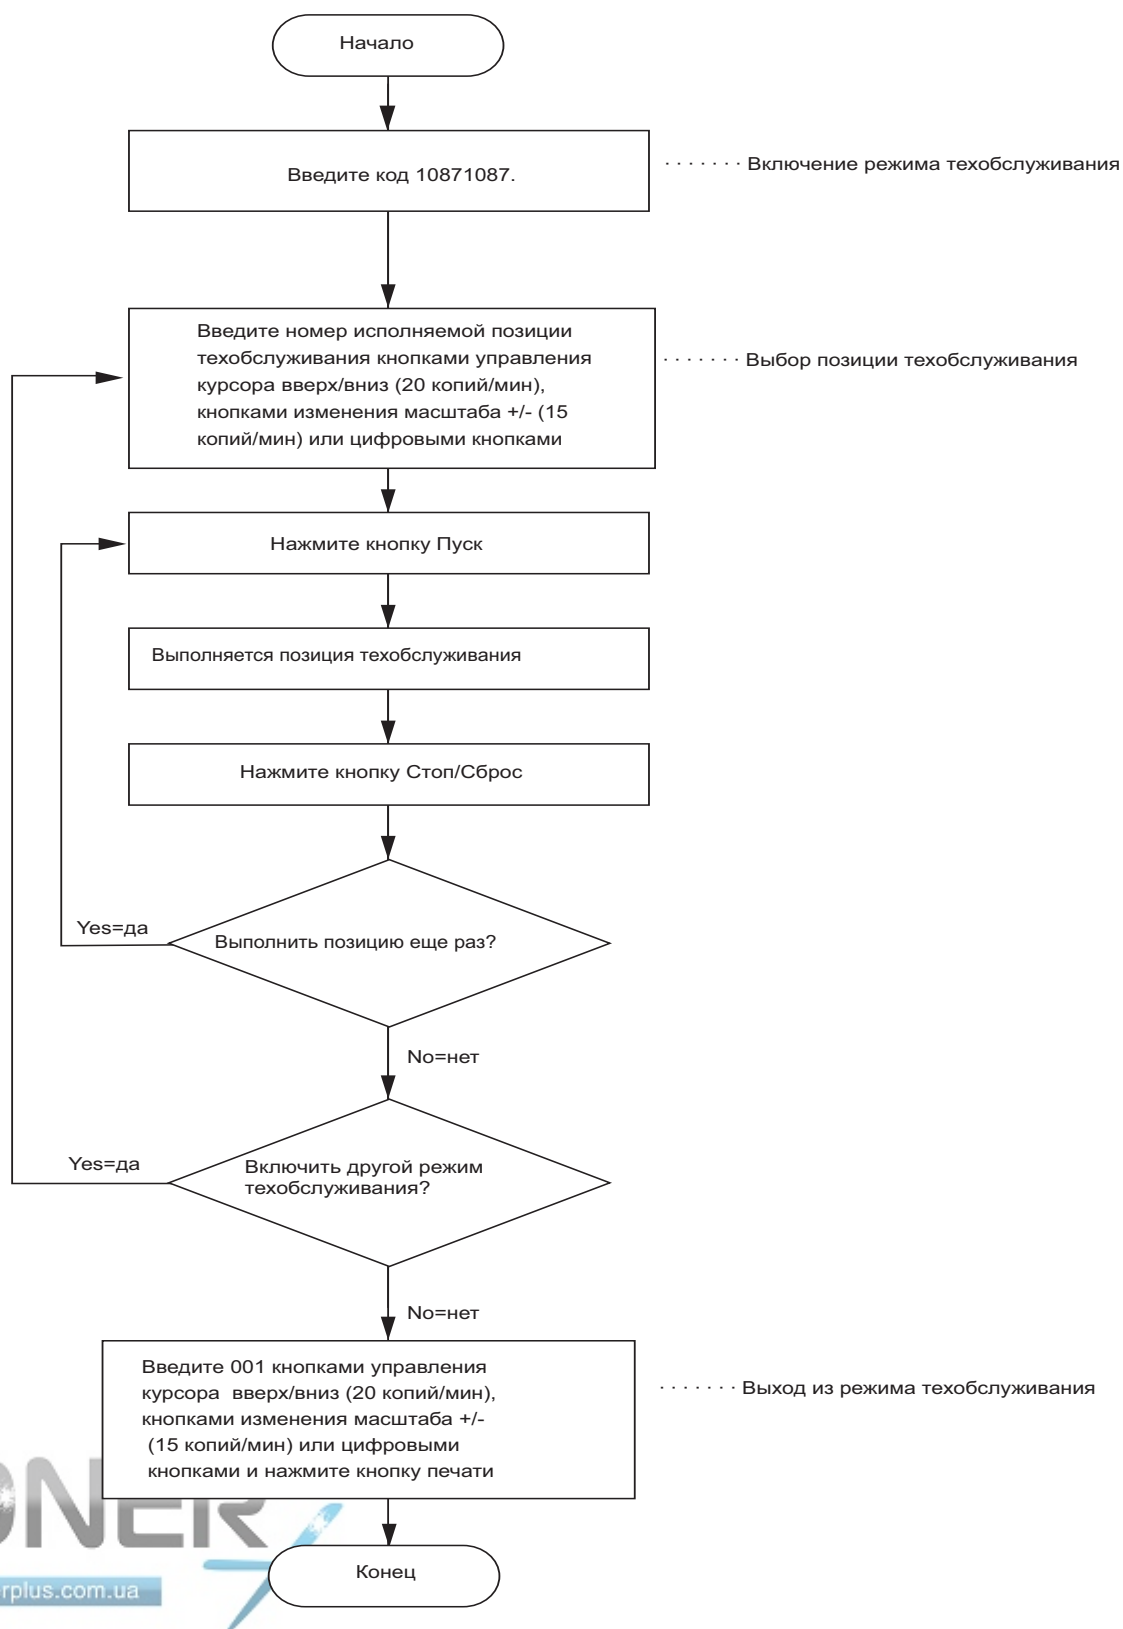 Начало
Введите код 10871087.
Включение режима техобслуживания
Введите номер исполняемой позиции
техобслуживания кнопками управления
курсора вверх/вниз (20 копий/мин),
кнопками изменения масштаба +/- (15
копий/мин) или цифровыми кнопками
Выбор позиции техобслуживания
Нажмите кнопку Пуск
Выполняется позиция техобслуживания
Нажмите кнопку Стоп/Сброс
Yes=да
Выполнить позицию еще раз?
No=нет
Yes=да
Включить другой режим
техобслуживания?
No=нет
Введите 001 кнопками управления
курсора вверх/вниз (20 копий/мин),
кнопками изменения масштаба +/-
(15 копий/мин) или цифровыми
кнопками и нажмите кнопку печати
Выход из режима техобслуживания
Конец
rplus.com.ua